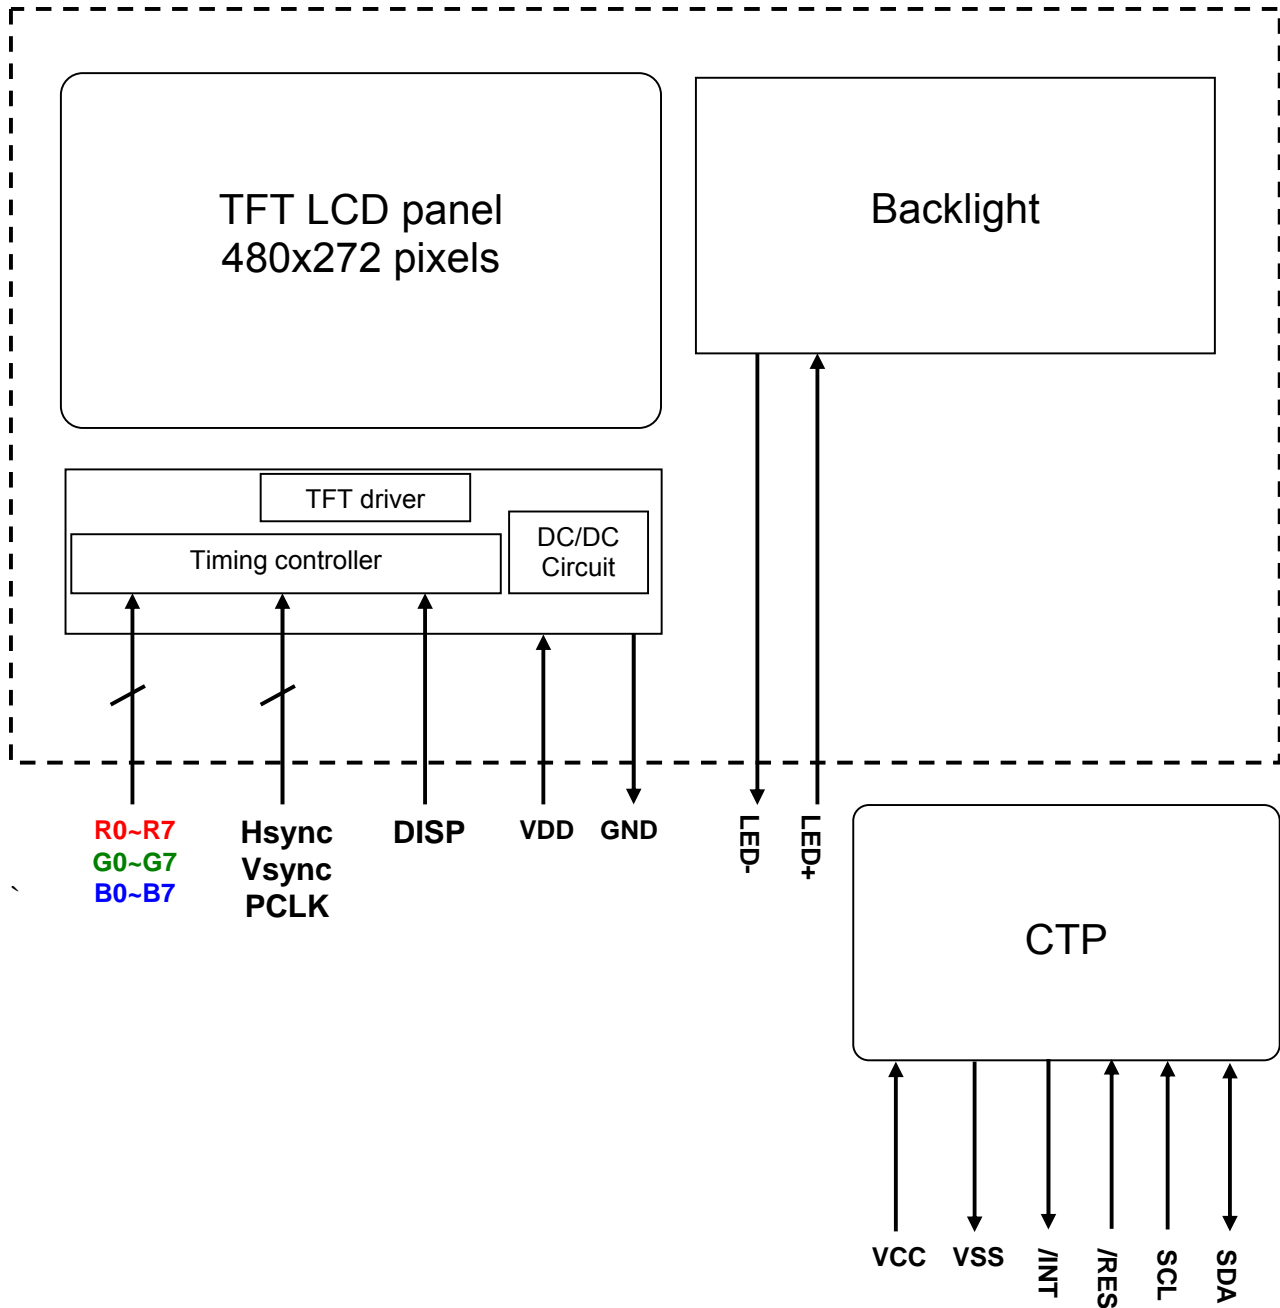 TFT LCD panel
480x272 pixels
Backlight
TFT driver
Timing controller
DC/DC
Circuit
R0~R7
G0~G7
B0~B7
Hsync
Vsync
PCLK
DISP
VDD
GND
LED-
LED+
`
CTP
VCC
VSS
/INT
/RES
SCL
SDA